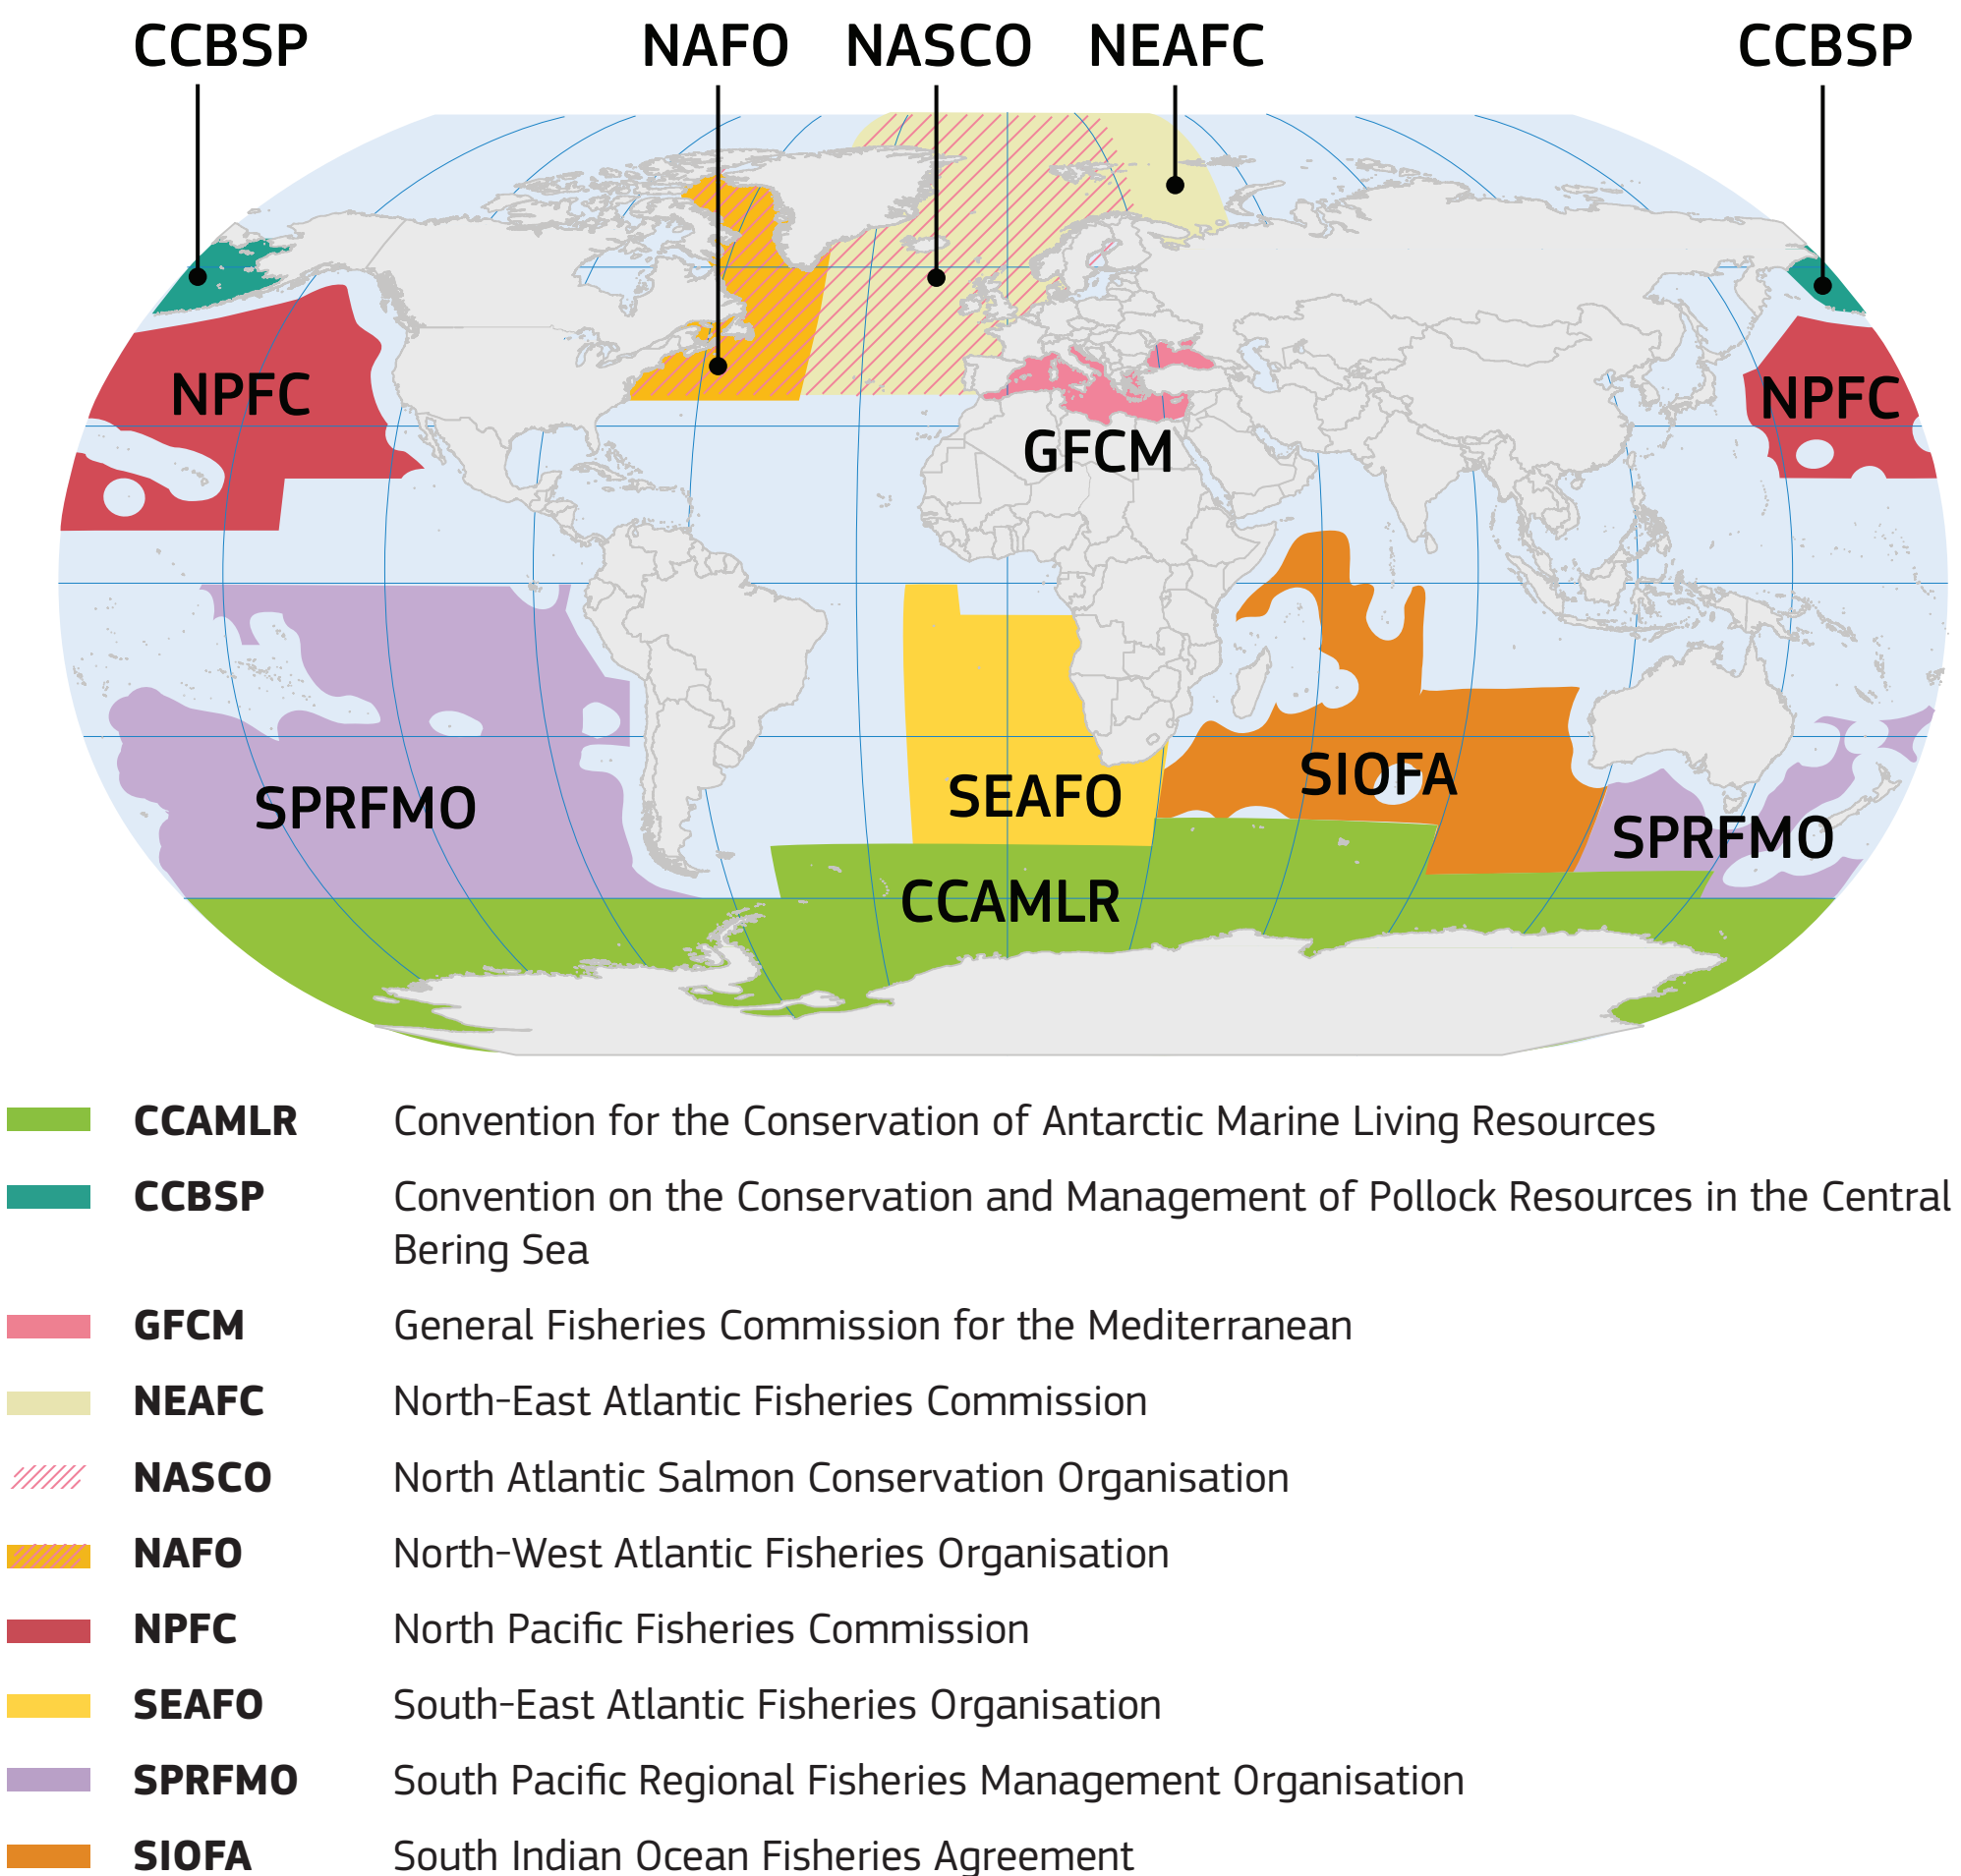 CCBSP NAFO NASCO NEAFC CCBSP
NPFC NPFC
GFCM
SIOFA
SEAFO
SPRFMO SPRFMO
CCAMLR
CCAMLR Convention for the Conservation of Antarctic Marine Living Resources
CCBSP Convention on the Conservation and Management of Pollock Resources in the Central
Bering Sea
GFCM General Fisheries Commission for the Mediterranean
NEAFC North-East Atlantic Fisheries Commission
NASCO North Atlantic Salmon Conservation Organisation
NAFO North-West Atlantic Fisheries Organisation
NPFC North Pacific Fisheries Commission
SEAFO South-East Atlantic Fisheries Organisation
SPRFMO South Pacific Regional Fisheries Management Organisation
SIOFA South Indian Ocean Fisheries Agreement